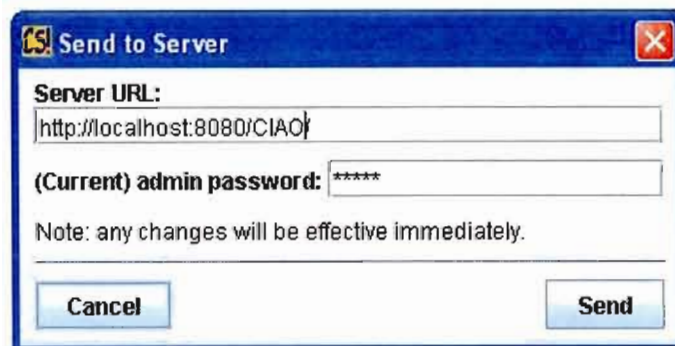 CS! Send to Server
Server URL:
http://localhost:8080/CIAO/
(Current) admin password: *****
Note: any changes will be effective immediately.
Cancel Send